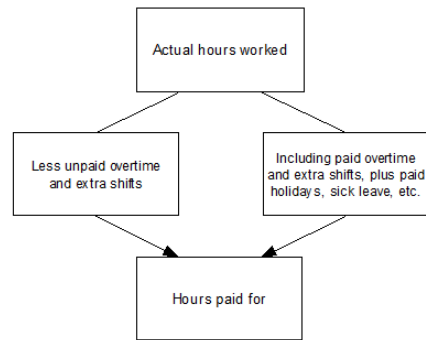 Actual hours worked
Less unpaid overtime
and extra shifts
Including paid overtime
and extra shifts, plus paid
holidays, sick leave, etc.
Hours paid for